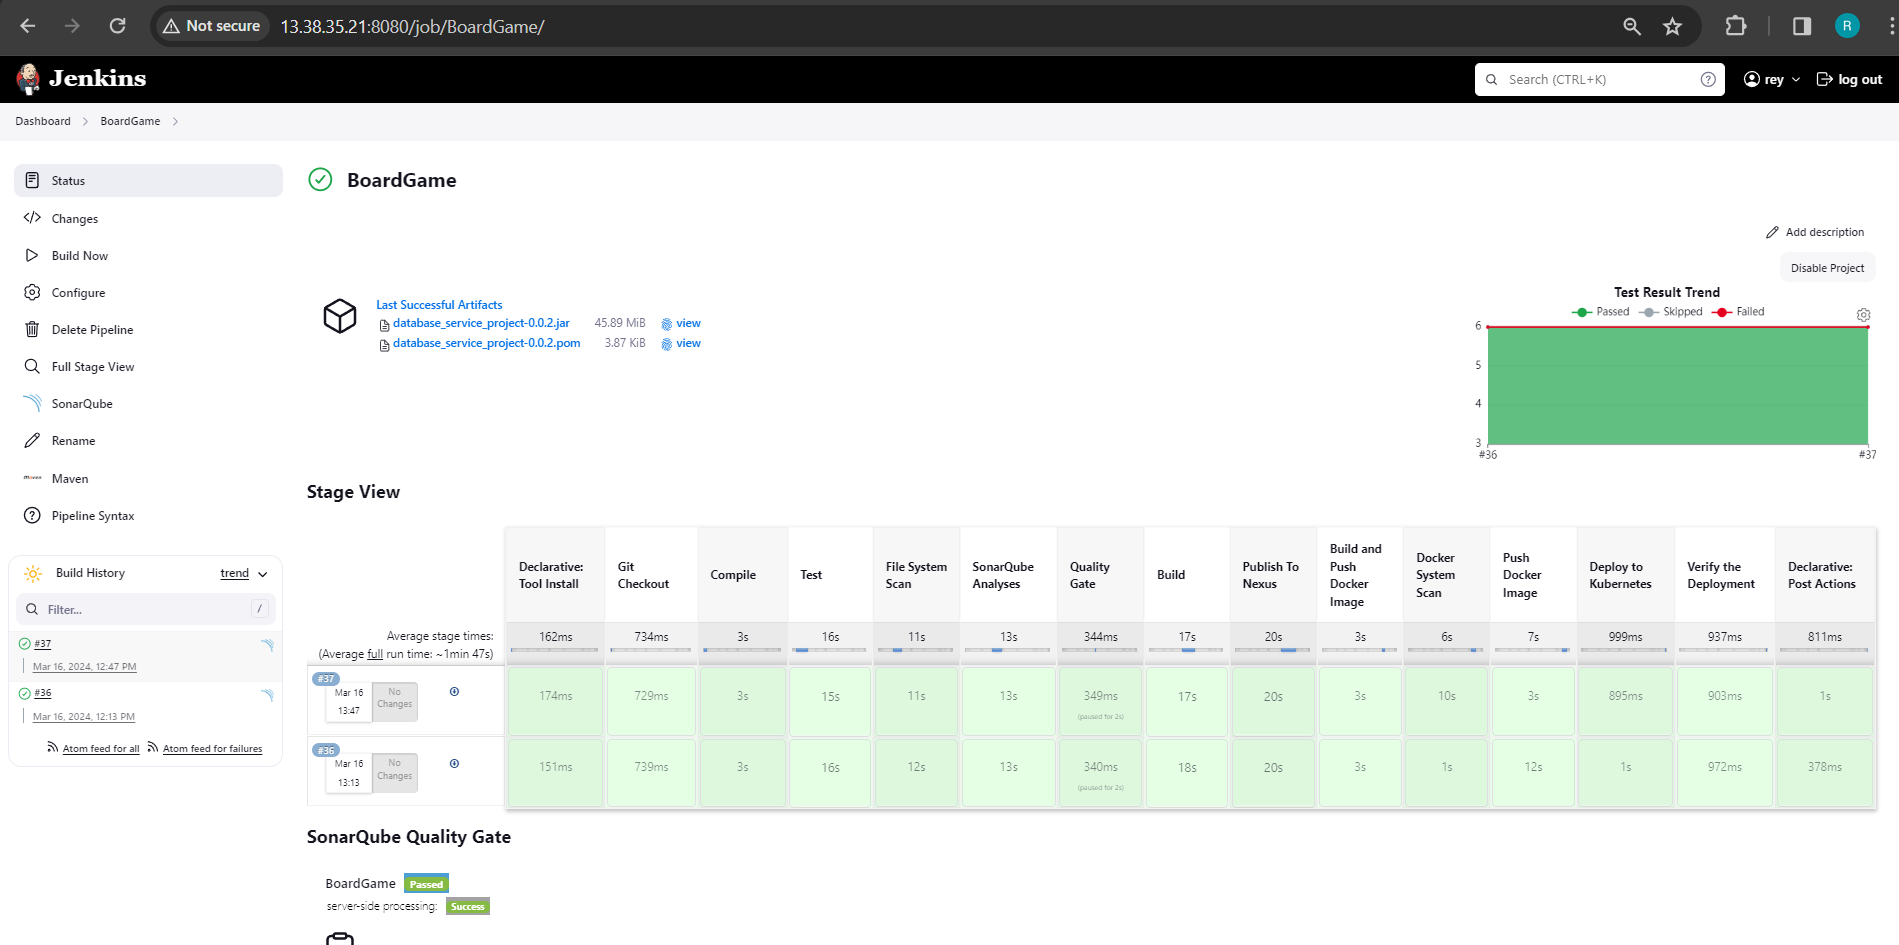 Not secure
13.38.35.21:8080/job/BoardGame/
R
Jenkins
Search (CTRL+K)
rey
log out
Dashboard
BoardGame
Status
Changes
Build Now
Configure
Delete Pipeline
Full Stage View
SonarQube
Rename
Maven
Pipeline Syntax
Build History
trend
Filter...
/
#37
Mar 16, 2024, 12:47 PM
#36
Mar 16, 2024, 12:13 PM
Atom feed for all
Atom feed for failures
BoardGame
Add description
Disable Project
Last Successful Artifacts
database_service_project-0.0.2.jar 45.89 MiB view
database_service_project-0.0.2.pom 3.87 KiB view
Test Result Trend
Passed Skipped Failed
6
5
4
3
#36 #37
Stage View
Declarative: Tool Install
Git Checkout
Compile
Test
File System Scan
SonarQube Analyses
Quality Gate
Build
Publish To Nexus
Build and Push Docker Image
Docker System Scan
Push Docker Image
Deploy to Kubernetes
Verify the Deployment
Declarative: Post Actions
Average stage times:
(Average full run time: ~1min 47s)
162ms 734ms 3s 16s 11s 13s 344ms 17s 20s 3s 6s 7s 999ms 937ms 811ms
#37
Mar 16
13:47
No Changes
174ms 729ms 3s 15s 11s 13s 349ms 17s 20s 3s 10s 3s 895ms 903ms 1s
(paused for 2s)
#36
Mar 16
13:13
No Changes
151ms 739ms 3s 16s 12s 13s 340ms 18s 20s 3s 1s 12s 1s 972ms 378ms
(paused for 2s)
SonarQube Quality Gate
BoardGame Passed
server-side processing: Success